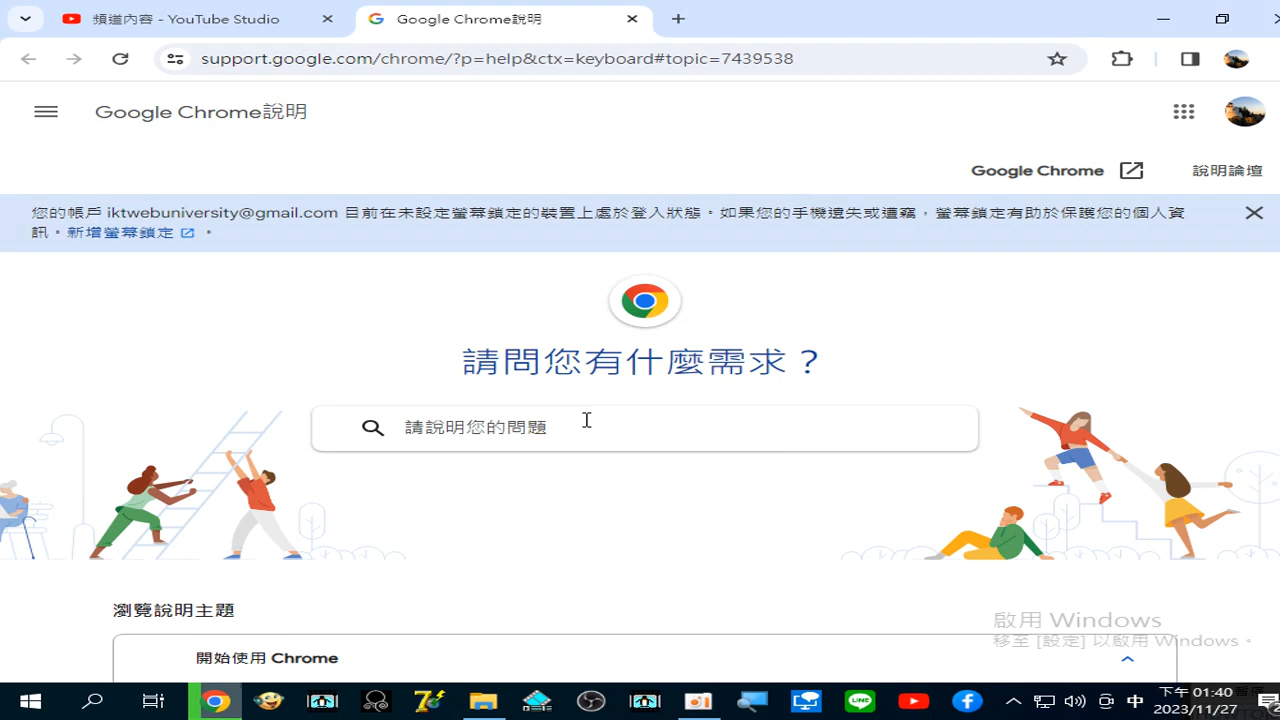 頻道內容 - YouTube Studio
Google Chrome說明
support.google.com/chrome/?p=help&ctx=keyboard#topic=7439538
Google Chrome說明
Google Chrome
說明論壇
您的帳戶 iktwebuniversity@gmail.com 目前在未設定螢幕鎖定的裝置上處於登入狀態。如果您的手機遺失或遭竊，螢幕鎖定有助於保護您的個人資
訊。新增螢幕鎖定 。
請問您有什麼需求？
請說明您的問題
瀏覽說明主題
啟用 Windows
移至 [設定] 以啟用 Windows。
開始使用 Chrome
LINE
中
下午 01:40
2023/11/27